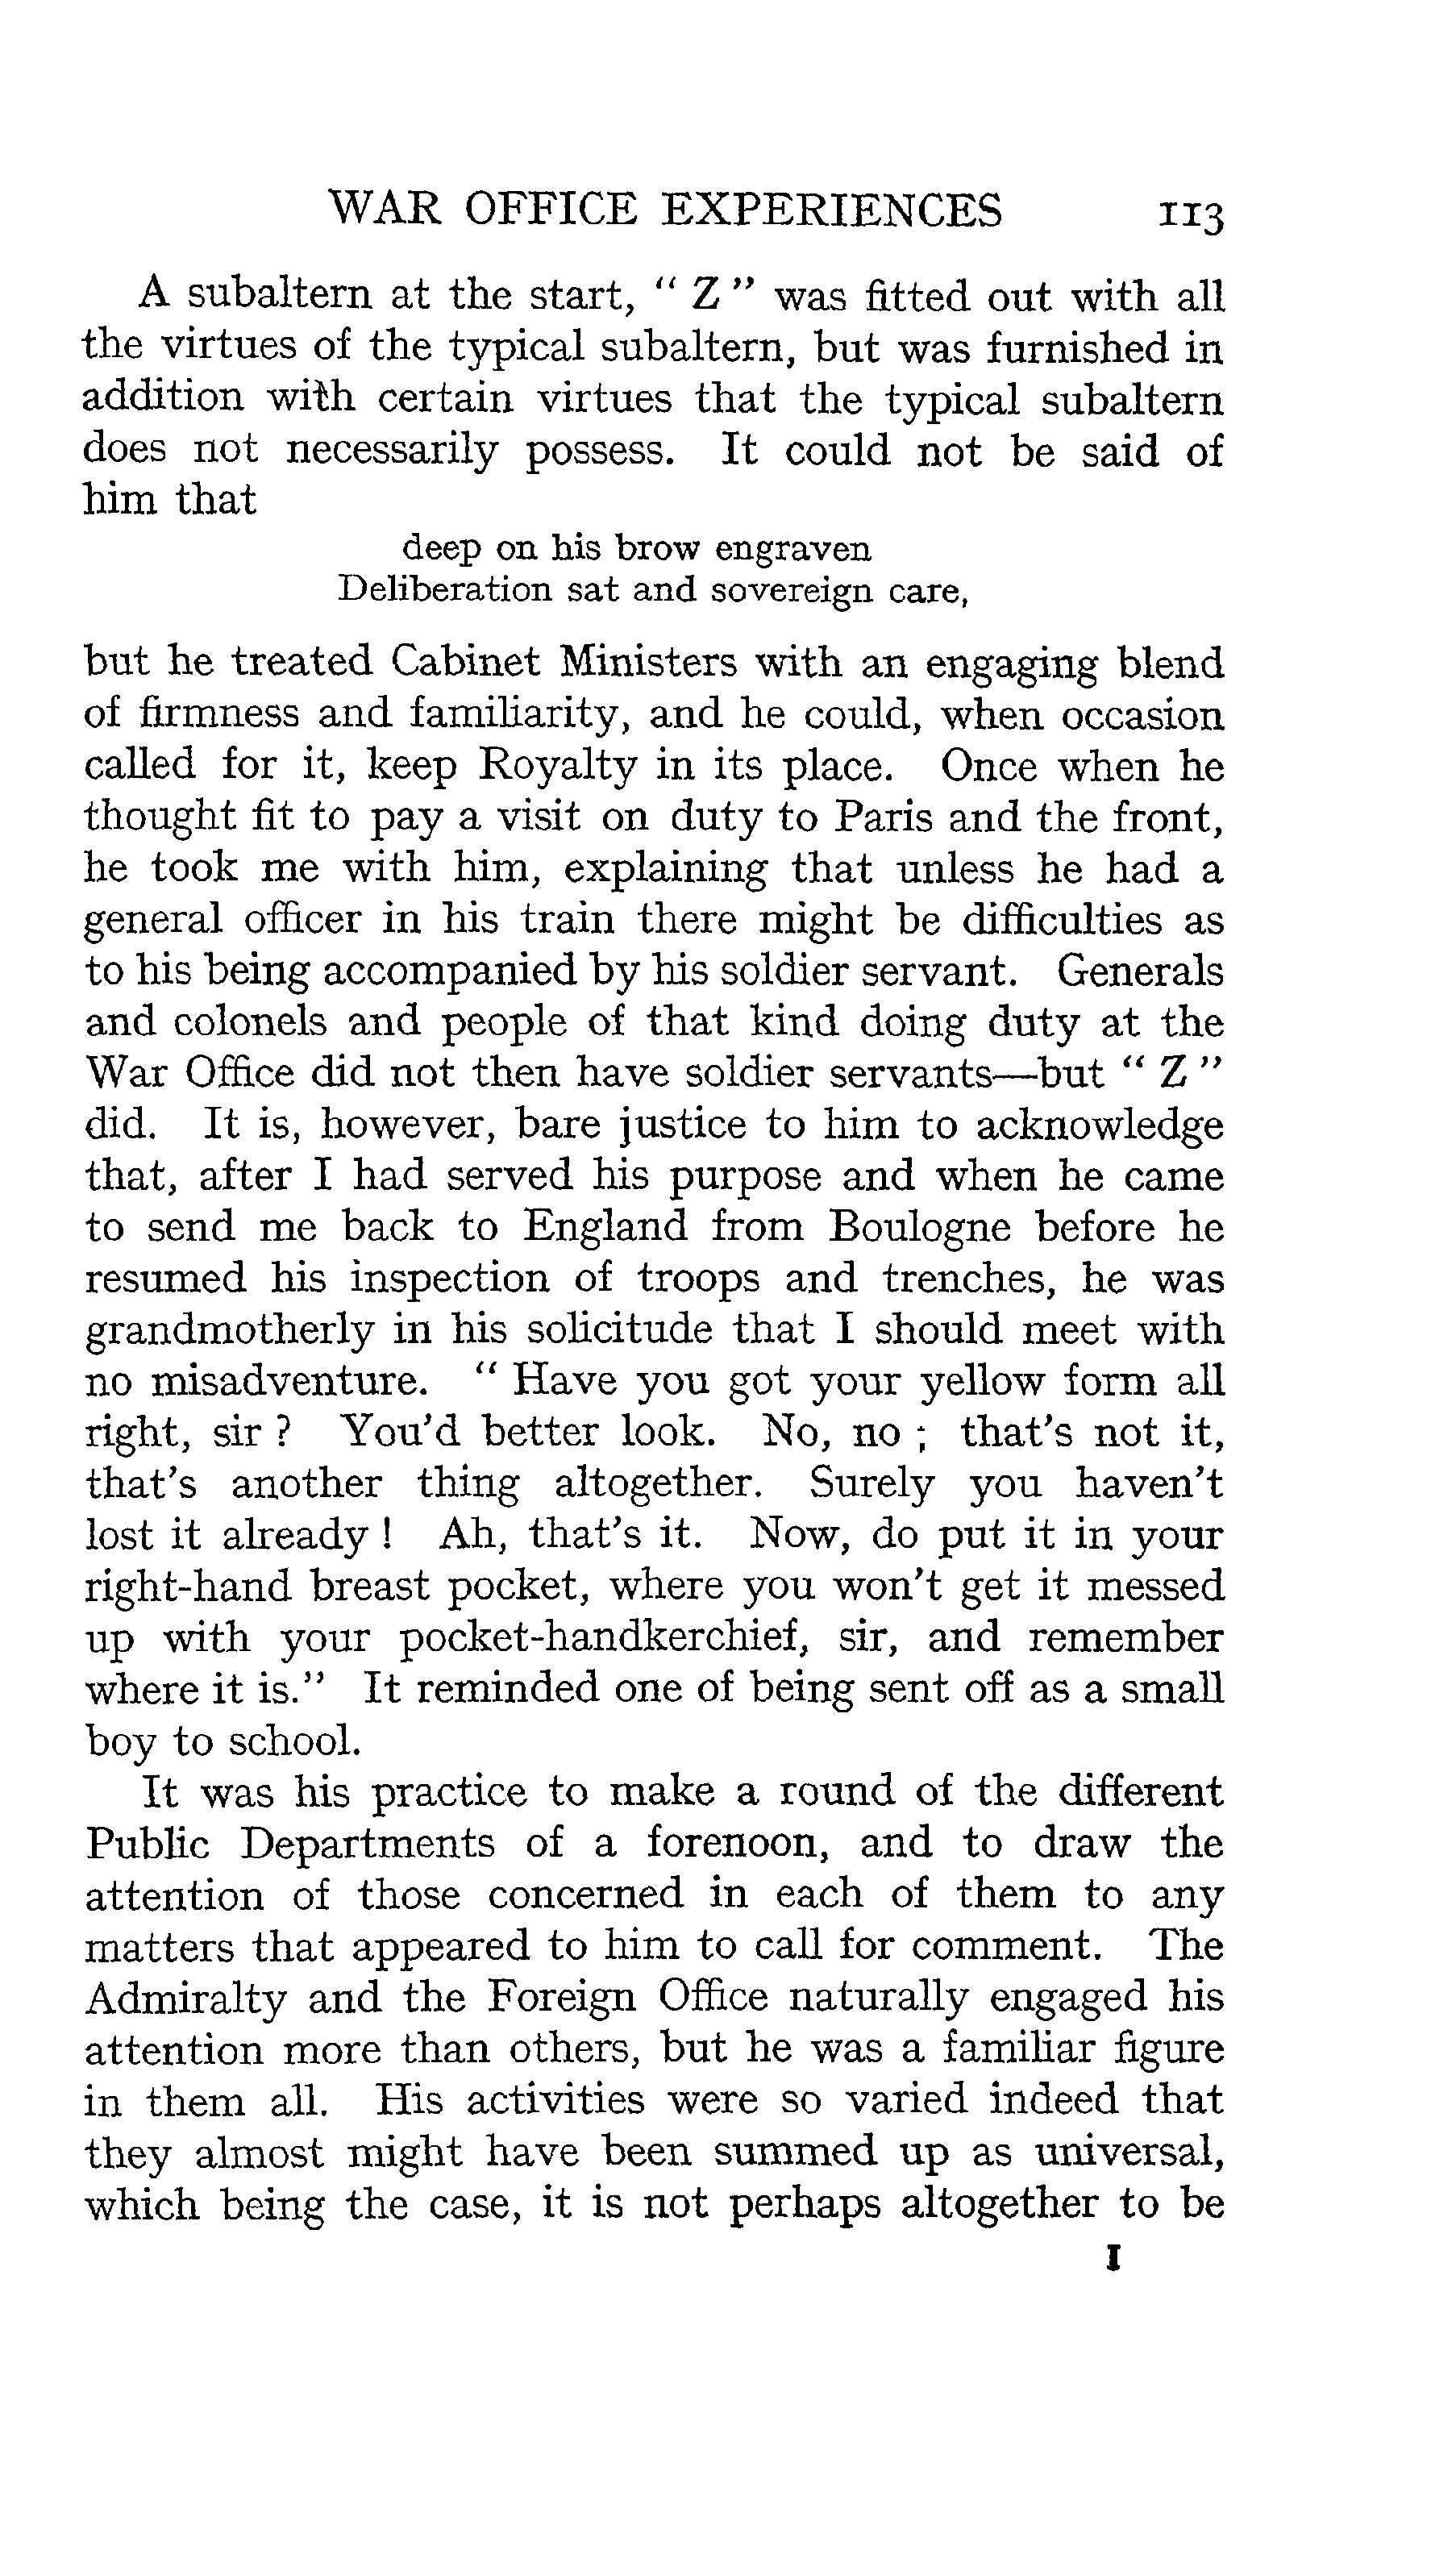 WAR OFFICE EXPERIENCES 113
A subaltern at the start, " Z " was fitted out with all
the virtues of the typical subaltern, but was furnished in
addition with certain virtues that the typical subaltern
does not necessarily possess. It could not be said of
him that
deep on his brow engraven
Deliberation sat and sovereign care,
but he treated Cabinet Ministers with an engaging blend
of firmness and familiarity, and he could, when occasion
called for it, keep Royalty in its place. Once when he
thought fit to pay a visit on duty to Paris and the front,
he took me with him, explaining that unless he had a
general officer in his train there might be difficulties as
to his being accompanied by his soldier servant. Generals
and colonels and people of that kind doing duty at the
War Office did not then have soldier servants—but " Z "
did. It is, however, bare justice to him to acknowledge
that, after I had served his purpose and when he came
to send me back to England from Boulogne before he
resumed his inspection of troops and trenches, he was
grandmotherly in his solicitude that I should meet with
no misadventure. " Have you got your yellow form all
right, sir ? You'd better look. No, no ; that's not it,
that's another thing altogether. Surely you haven't
lost it already ! Ah, that's it. Now, do put it in your
right-hand breast pocket, where you won't get it messed
up with your pocket-handkerchief, sir, and remember
where it is." It reminded one of being sent off as a small
boy to school.
It was his practice to make a round of the different
Public Departments of a forenoon, and to draw the
attention of those concerned in each of them to any
matters that appeared to him to call for comment. The
Admiralty and the Foreign Office naturally engaged his
attention more than others, but he was a familiar figure
in them all. His activities were so varied indeed that
they almost might have been summed up as universal,
which being the case, it is not perhaps altogether to be
I